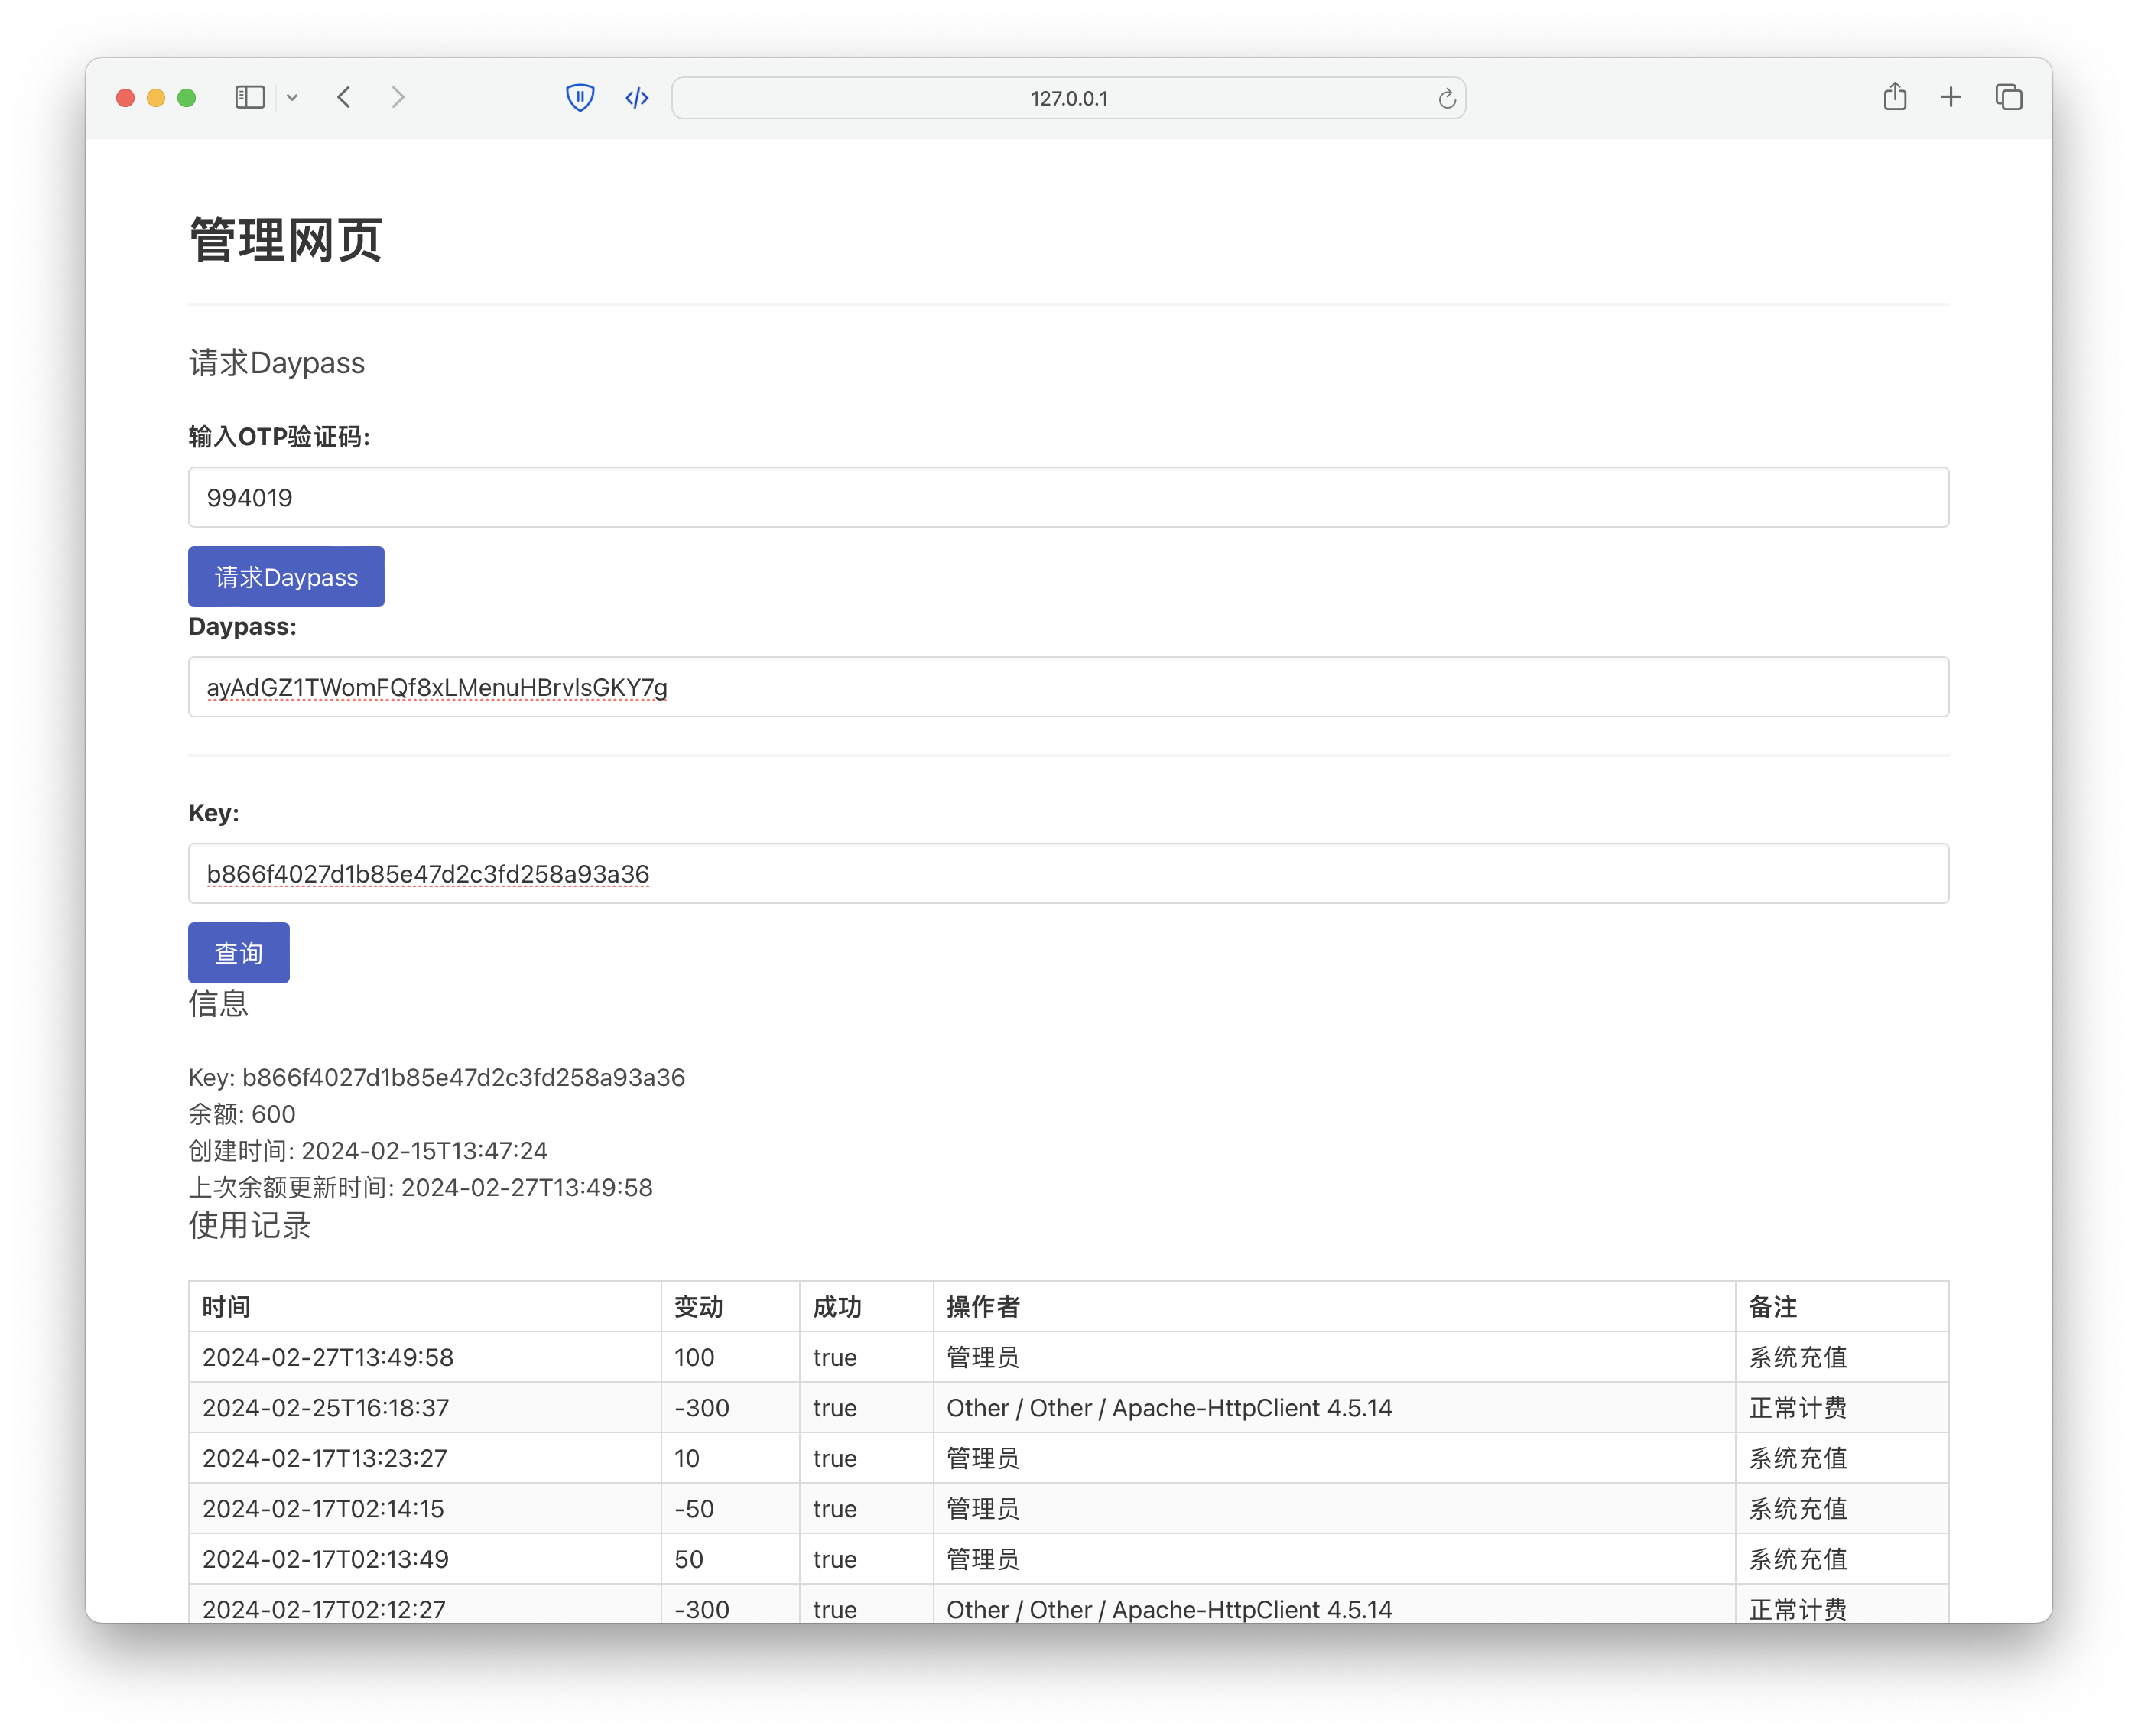 127.0.0.1
管理网页
请求Daypass
输入OTP验证码:
994019
请求Daypass
Daypass:
ayAdGZ1TWomFQf8xLMenuHBrvlsGKY7g
Key:
b866f4027d1b85e47d2c3fd258a93a36
查询
信息
Key: b866f4027d1b85e47d2c3fd258a93a36
余额: 600
创建时间: 2024-02-15T13:47:24
上次余额更新时间: 2024-02-27T13:49:58
使用记录
时间 变动 成功 操作者 备注
2024-02-27T13:49:58 100 true 管理员 系统充值
2024-02-25T16:18:37 -300 true Other / Other / Apache-HttpClient 4.5.14 正常计费
2024-02-17T13:23:27 10 true 管理员 系统充值
2024-02-17T02:14:15 -50 true 管理员 系统充值
2024-02-17T02:13:49 50 true 管理员 系统充值
2024-02-17T02:12:27 -300 true Other / Other / Apache-HttpClient 4.5.14 正常计费